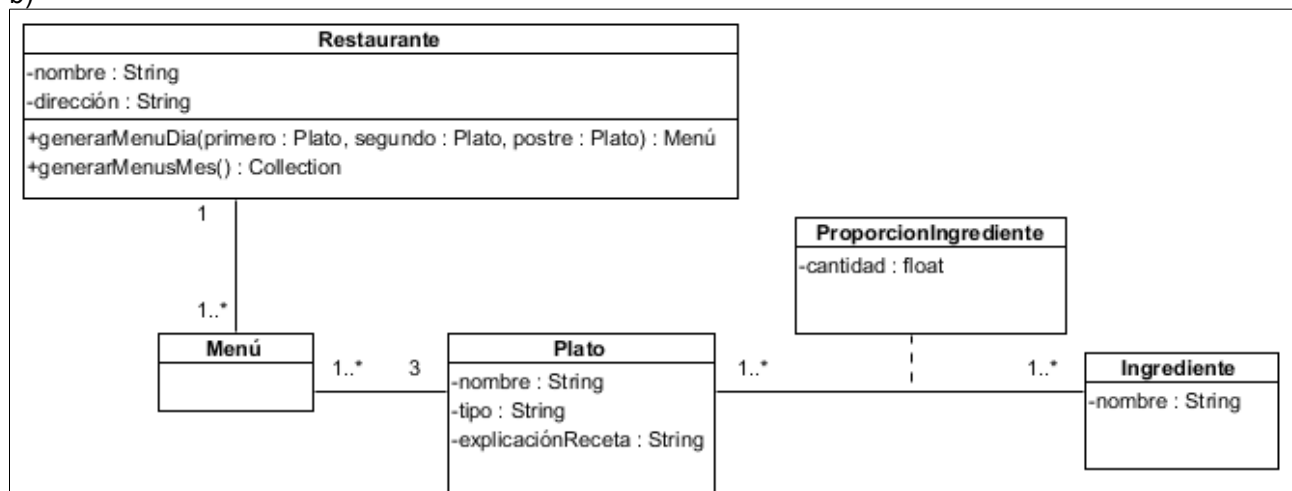 b)
Restaurante
-nombre : String
-dirección : String
+generarMenuDia(primero : Plato, segundo : Plato, postre : Plato) : Menú
+generarMenusMes() : Collection
1
1..*
ProporcionIngrediente
-cantidad : float
Menú
1..*
3
Plato
-nombre : String
-tipo : String
-explicaciónReceta : String
1..*
1..*
Ingrediente
-nombre : String